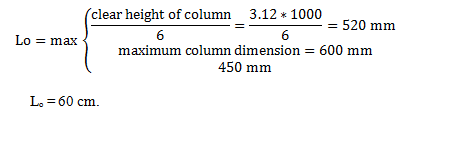 Lo = max { clear height of column / 6 = 3.12 * 1000 / 6 = 520 mm
maximum column dimension = 600 mm
450 mm
Lₒ = 60 cm.